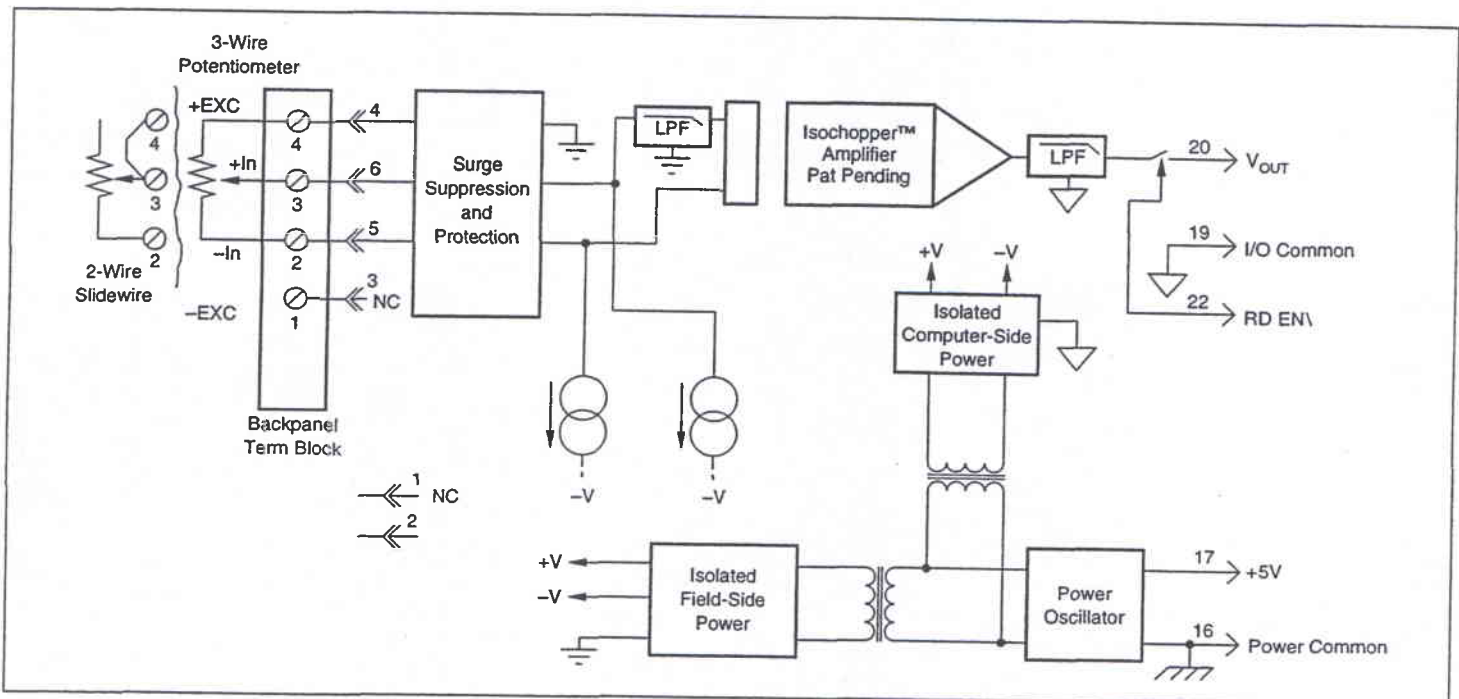 3-Wire
Potentiometer
+EXC
4
4
4
+In
6
3
3
Surge
Suppression
and
Protection
LPF
Isochopper™
Amplifier
Pat Pending
LPF
20
VOUT
–In
5
2
2
2-Wire
Slidewire
–EXC
3
NC
1
Backpanel
Term Block
19
I/O Common
22
RD EN\
+V
–V
Isolated
Computer-Side
Power
–V
–V
1
NC
2
+V
–V
Isolated
Field-Side
Power
Power
Oscillator
17
+5V
16
Power Common